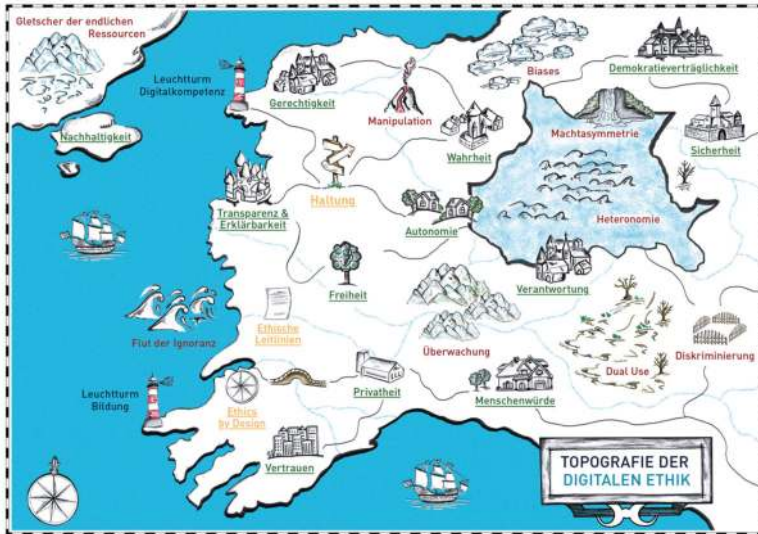 Gletscher der endlichen
Ressourcen
Leuchtturm
Digitalkompetenz
Gerechtigkeit
Manipulation
Biases
Demokratieverträglichkeit
Nachhaltigkeit
Wahrheit
Machtasymmetrie
Sicherheit
Transparenz &
Erklärbarkeit
Haltung
Autonomie
Heteronomie
Freiheit
Verantwortung
Flut der Ignoranz
Ethische
Leitlinien
Überwachung
Dual Use
Diskriminierung
Leuchtturm
Bildung
Ethics
by Design
Privatheit
Menschenwürde
Vertrauen
TOPOGRAFIE DER
DIGITALEN ETHIK